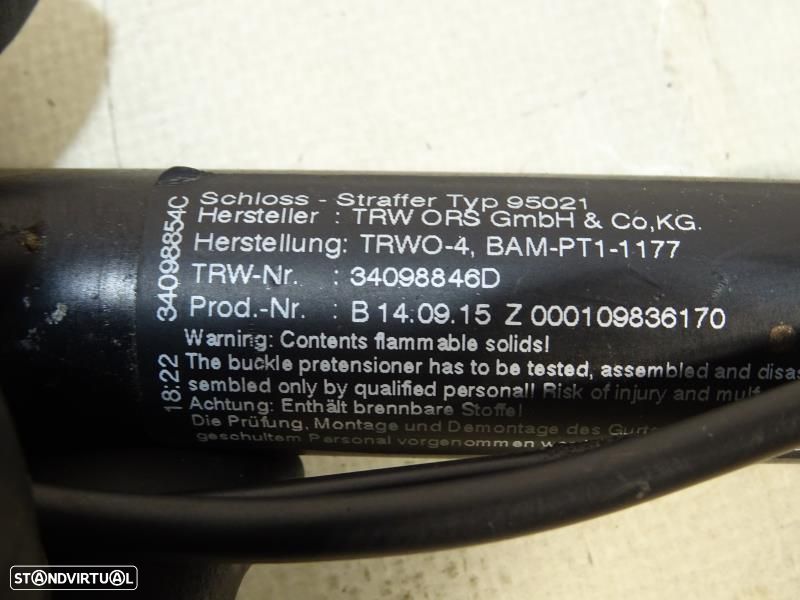 Schloss - Straffer Typ 95021
Hersteller : TRW ORS GmbH & Co,KG.
Herstellung: TRWO-4, BAM-PT1-1177
TRW-Nr. : 34098846D
Prod.-Nr. : B 14.09.15 Z 000109836170
Warning: Contents flammable solids!
The buckle pretensioner has to be tested, assembled and disas
sembled only by qualified personal! Risk of injury and
Achtung: Enthält brennbare Stoffe!
Die Prüfung, Montage und Demontage des
geschultem Personal vorgenommen
18:22 34098854C
STANDVIRTUAL